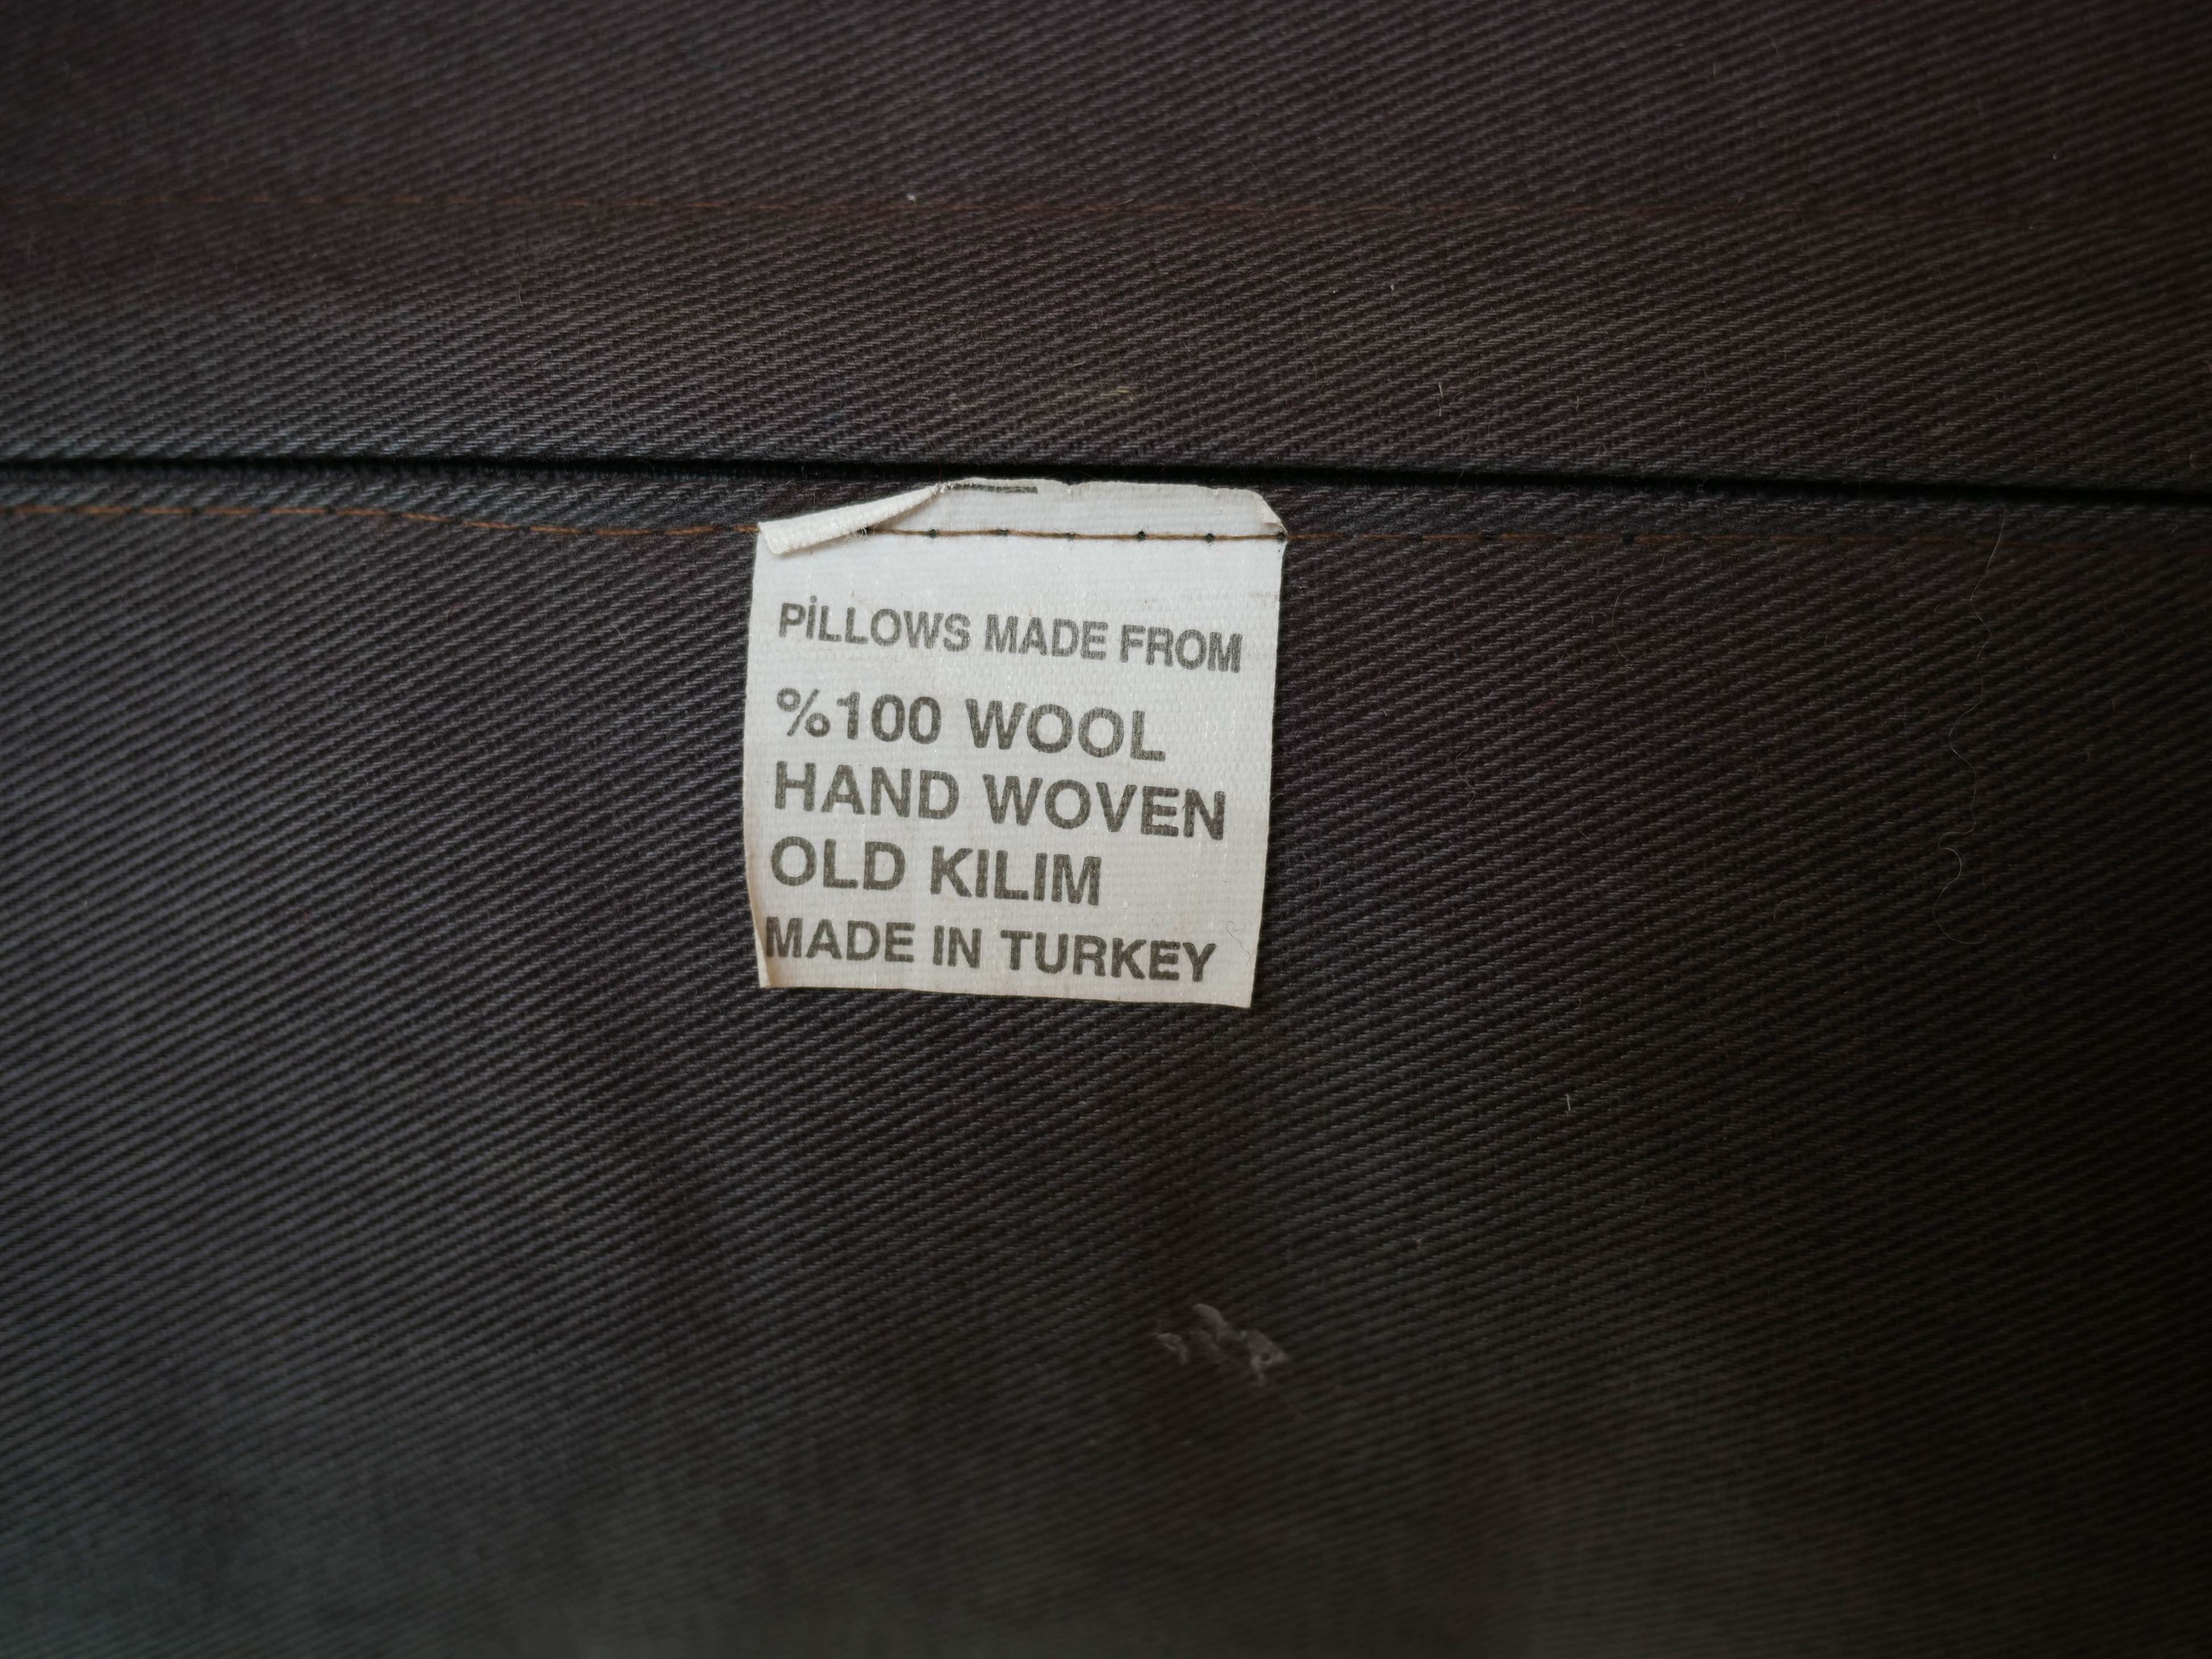 PİLLOWS MADE FROM
%100 WOOL
HAND WOVEN
OLD KILIM
MADE IN TURKEY